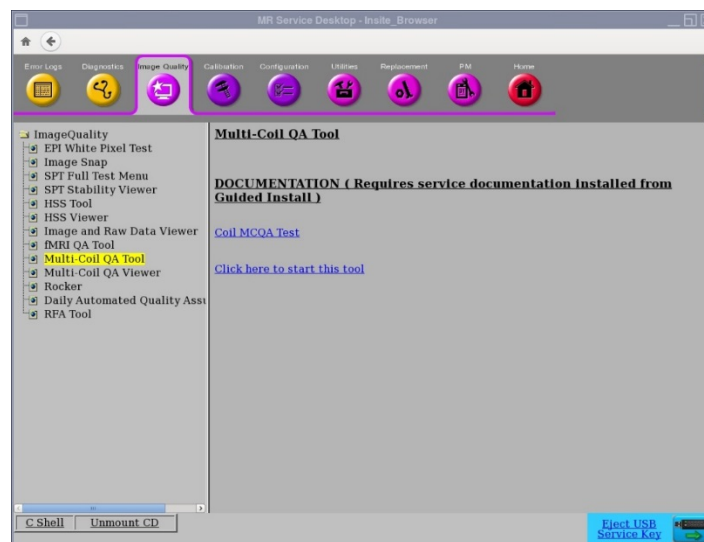 MR Service Desktop - Insite_Browser
Error Logs
Diagnostics
Image Quality
Calibration
Configuration
Utilities
Replacement
PM
Home
ImageQuality
EPI White Pixel Test
Image Snap
SPT Full Test Menu
SPT Stability Viewer
HSS Tool
HSS Viewer
Image and Raw Data Viewer
fMRI QA Tool
Multi-Coil QA Tool
Multi-Coil QA Viewer
Rocker
Daily Automated Quality Assu
RFA Tool
Multi-Coil QA Tool
DOCUMENTATION ( Requires service documentation installed from
Guided Install )
Coil MCQA Test
Click here to start this tool
C Shell
Unmount CD
Eject USB
Service Key